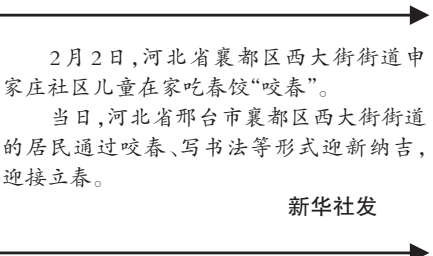 2月2日，河北省襄都区西大街街道申
家庄社区儿童在家吃春饺“咬春”。
当日，河北省邢台市襄都区西大街街道
的居民通过咬春、写书法等形式迎新纳吉，
迎接立春。
新华社发